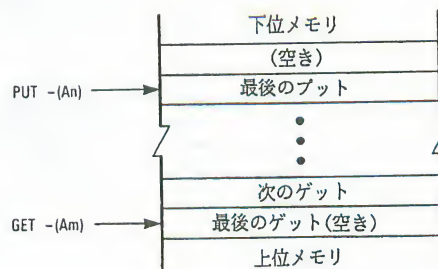 下位メモリ
(空き)
PUT -(An)
最後のプット
次のゲット
GET -(Am)
最後のゲット(空き)
上位メモリ